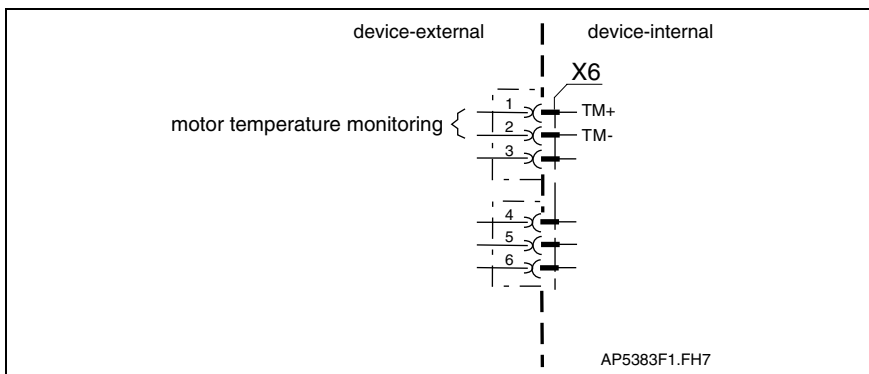 device-external device-internal
X6
1 TM+
motor temperature monitoring
2 TM-
3
4
5
6
AP5383F1.FH7